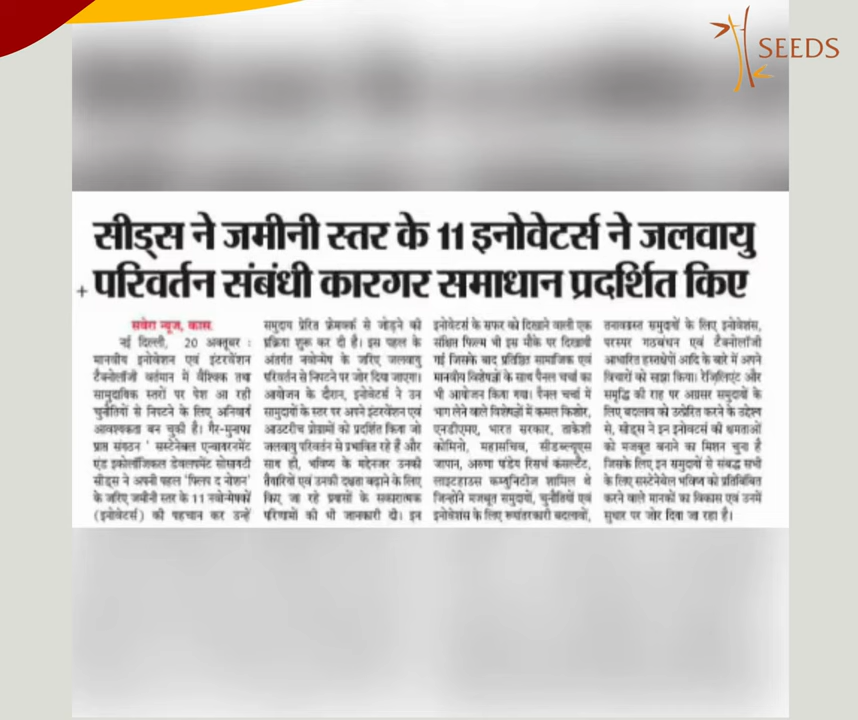 SEEDS
सीड्स ने जमीनी स्तर के 11 इनोवेटर्स ने जलवायु
परिवर्तन संबंधी कारगर समाधान प्रदर्शित किए
सवेरा न्यूज,
नई दिल्ली, 20 अक्तूबर :
मानवीय इनोवेशन एवं इंटरवेंशन
टैक्नोलॉजी वर्तमान में वैश्विक तथा
सामुदायिक स्तरों पर पेश आ रही
चुनौतियों से निपटने के लिए अनिवार्य
आवश्यकता बन चुकी है। गैर-मुनाफा
प्राप्त संगठन ' सस्टेनेबल एन्वायरनमेंट
एंड इकोलॉजिकल डेवलपमेंट सोसायटी
सीड्स ने अपनी पहल 'फ्लिप द नोशन'
के जरिए जमीनी स्तर के 11 नवोन्मेषकों
(इनोवेटर्स) की पहचान कर उन्हें
समुदाय प्रेरित फ्रेमवर्क से जोड़ने की
प्रक्रिया शुरू कर दी है। इस पहल के
अंतर्गत नवोन्मेष के जरिए जलवायु
परिवर्तन से निपटने पर जोर दिया जाएगा।
आयोजन के दौरान, इनोवेटर्स ने उन
सामुदायों के स्तर पर अपने इंटरवेंशन एवं
आउटरीच प्रोग्रामों को प्रदर्शित किया जो
जलवायु परिवर्तन से प्रभावित रहे हैं और
साथ ही, भविष्य के मद्देनजर उनकी
तैयारियों एवं उनकी दक्षता बढ़ाने के लिए
किए जा रहे प्रयासों के सकारात्मक
परिणामों की भी जानकारी दी। इन
इनोवेटर्स के सफर को दिखाने वाली एक
संक्षिप्त फिल्म भी इस मौके पर दिखायी
गई जिसके बाद प्रतिष्ठित सामाजिक एवं
मानवीय विशेषज्ञों के साथ पैनल चर्चा का
भी आयोजन किया गया। पैनल चर्चा में
भाग लेने वाले विशेषज्ञों में कमल किशोर,
एनडीएमए, भारत सरकार, ताकेशी
कोमिनो, महासचिव, सीडब्ल्यूएस
जापान, अरुणा पांडेय रिसर्च कंसल्टेंट,
लाइटहाउस कम्युनिटीज शामिल थे
जिन्होंने मजबूत समुदायों, चुनौतियों एवं
इनोवेशंस के लिए रूपांतरकारी बदलावों,
तनावग्रस्त समुदायों के लिए इनोवेशंस,
परस्पर गठबंधन एवं टैक्नोलॉजी
आधारित हस्तक्षेपों आदि के बारे में अपने
विचारों को साझा किया। रेजिलिएंट और
समृद्धि की राह पर अग्रसर समुदायों के
लिए बदलाव को उत्प्रेरित करने के उद्देश्य
से, सीड्स ने इन इनोवटर्स की क्षमताओं
को मजबूत बनाने का मिशन चुना है
जिसके लिए इन समुदायों से संबद्ध सभी
के लिए सस्टेनेबल भविष्य को प्रतिबिंबित
करने वाले मानकों का विकास एवं उनमें
सुधार पर जोर दिया जा रहा है।